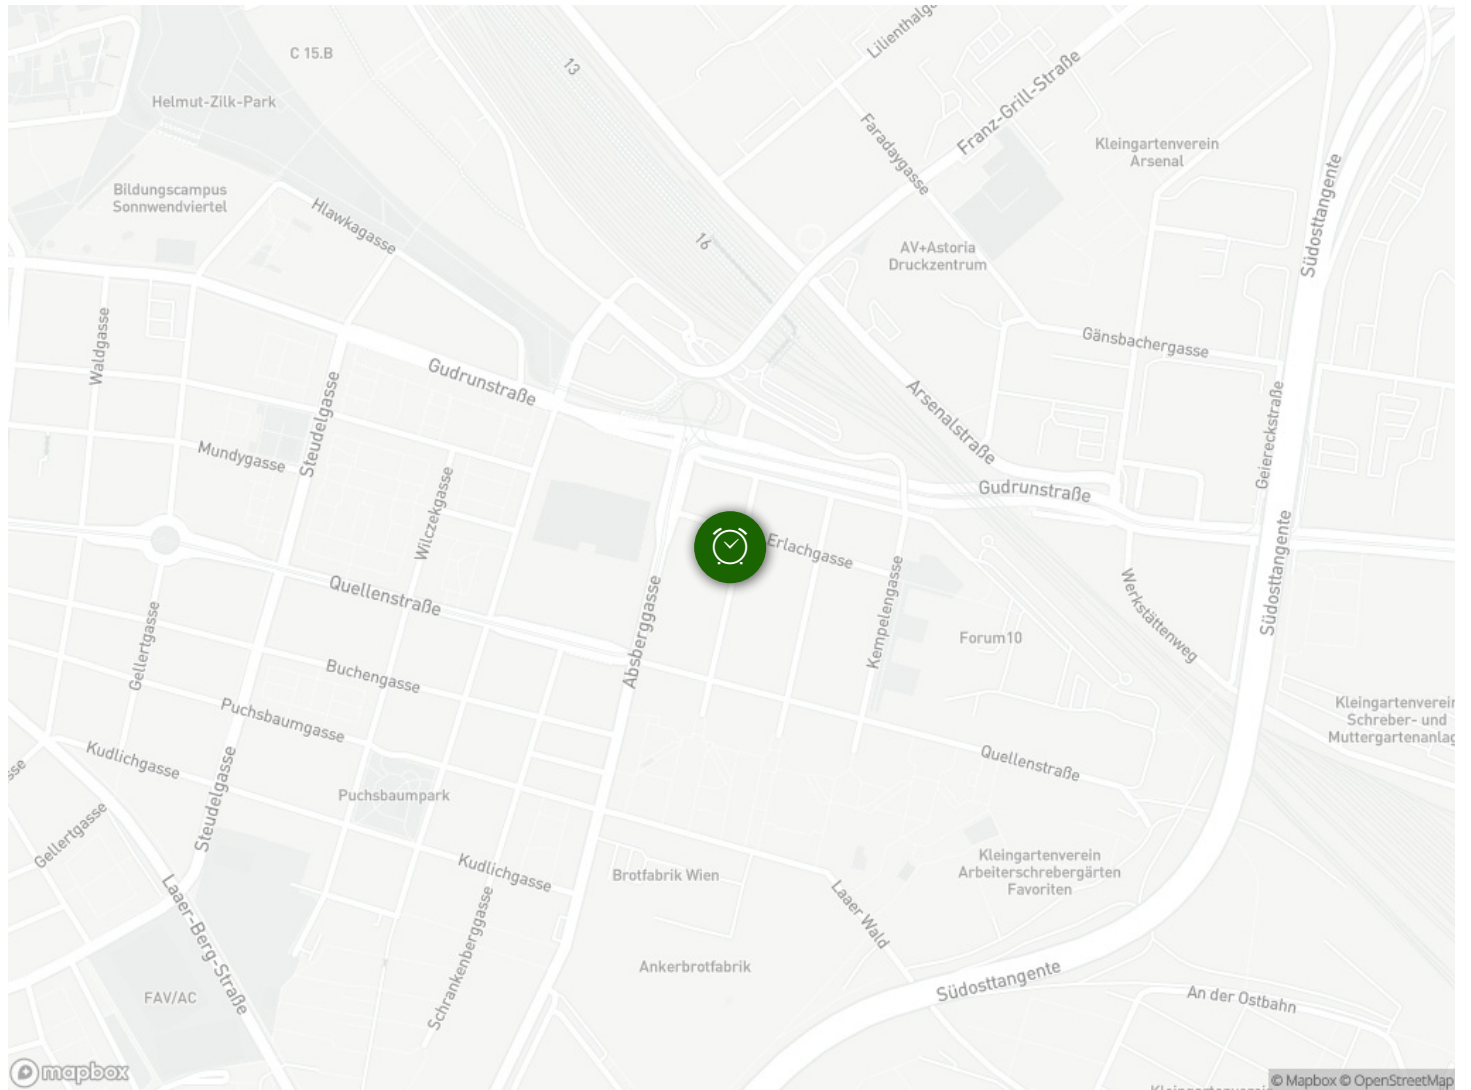 C 15.B
13
Lilienthalg
Helmut-Zilk-Park
Franz-Grill-Straße
Faradaygasse
Kleingartenverein
Arsenal
Südosttangente
Bildungscampus
Sonnwendviertel
Hlawkagasse
16
AV+Astoria
Druckzentrum
Waldgasse
Gänsbachergasse
Gudrunstraße
Steudelgasse
Arsenalstraße
Geiereckstraße
Mundygasse
Wilczekgasse
Gudrunstraße
Erlachgasse
Südosttangente
Quellenstraße
Absberggasse
Kempelengasse
Werkstättenweg
Gellertgasse
Forum10
Buchengasse
Puchsbaumgasse
Kleingartenverein
Schreber- und
Muttergartenanlag
Kudlichgasse
sse
Quellenstraße
Steudelgasse
Puchsbaumpark
Gellertgasse
Kudlichgasse
Brotfabrik Wien
Kleingartenverein
Arbeiterschrebergärten
Favoriten
Laaer Wald
Laaer-Berg-Straße
Schrankenberggasse
Ankerbrotfabrik
Südosttangente
FAV/AC
An der Ostbahn
mapbox
© Mapbox © OpenStreetMap